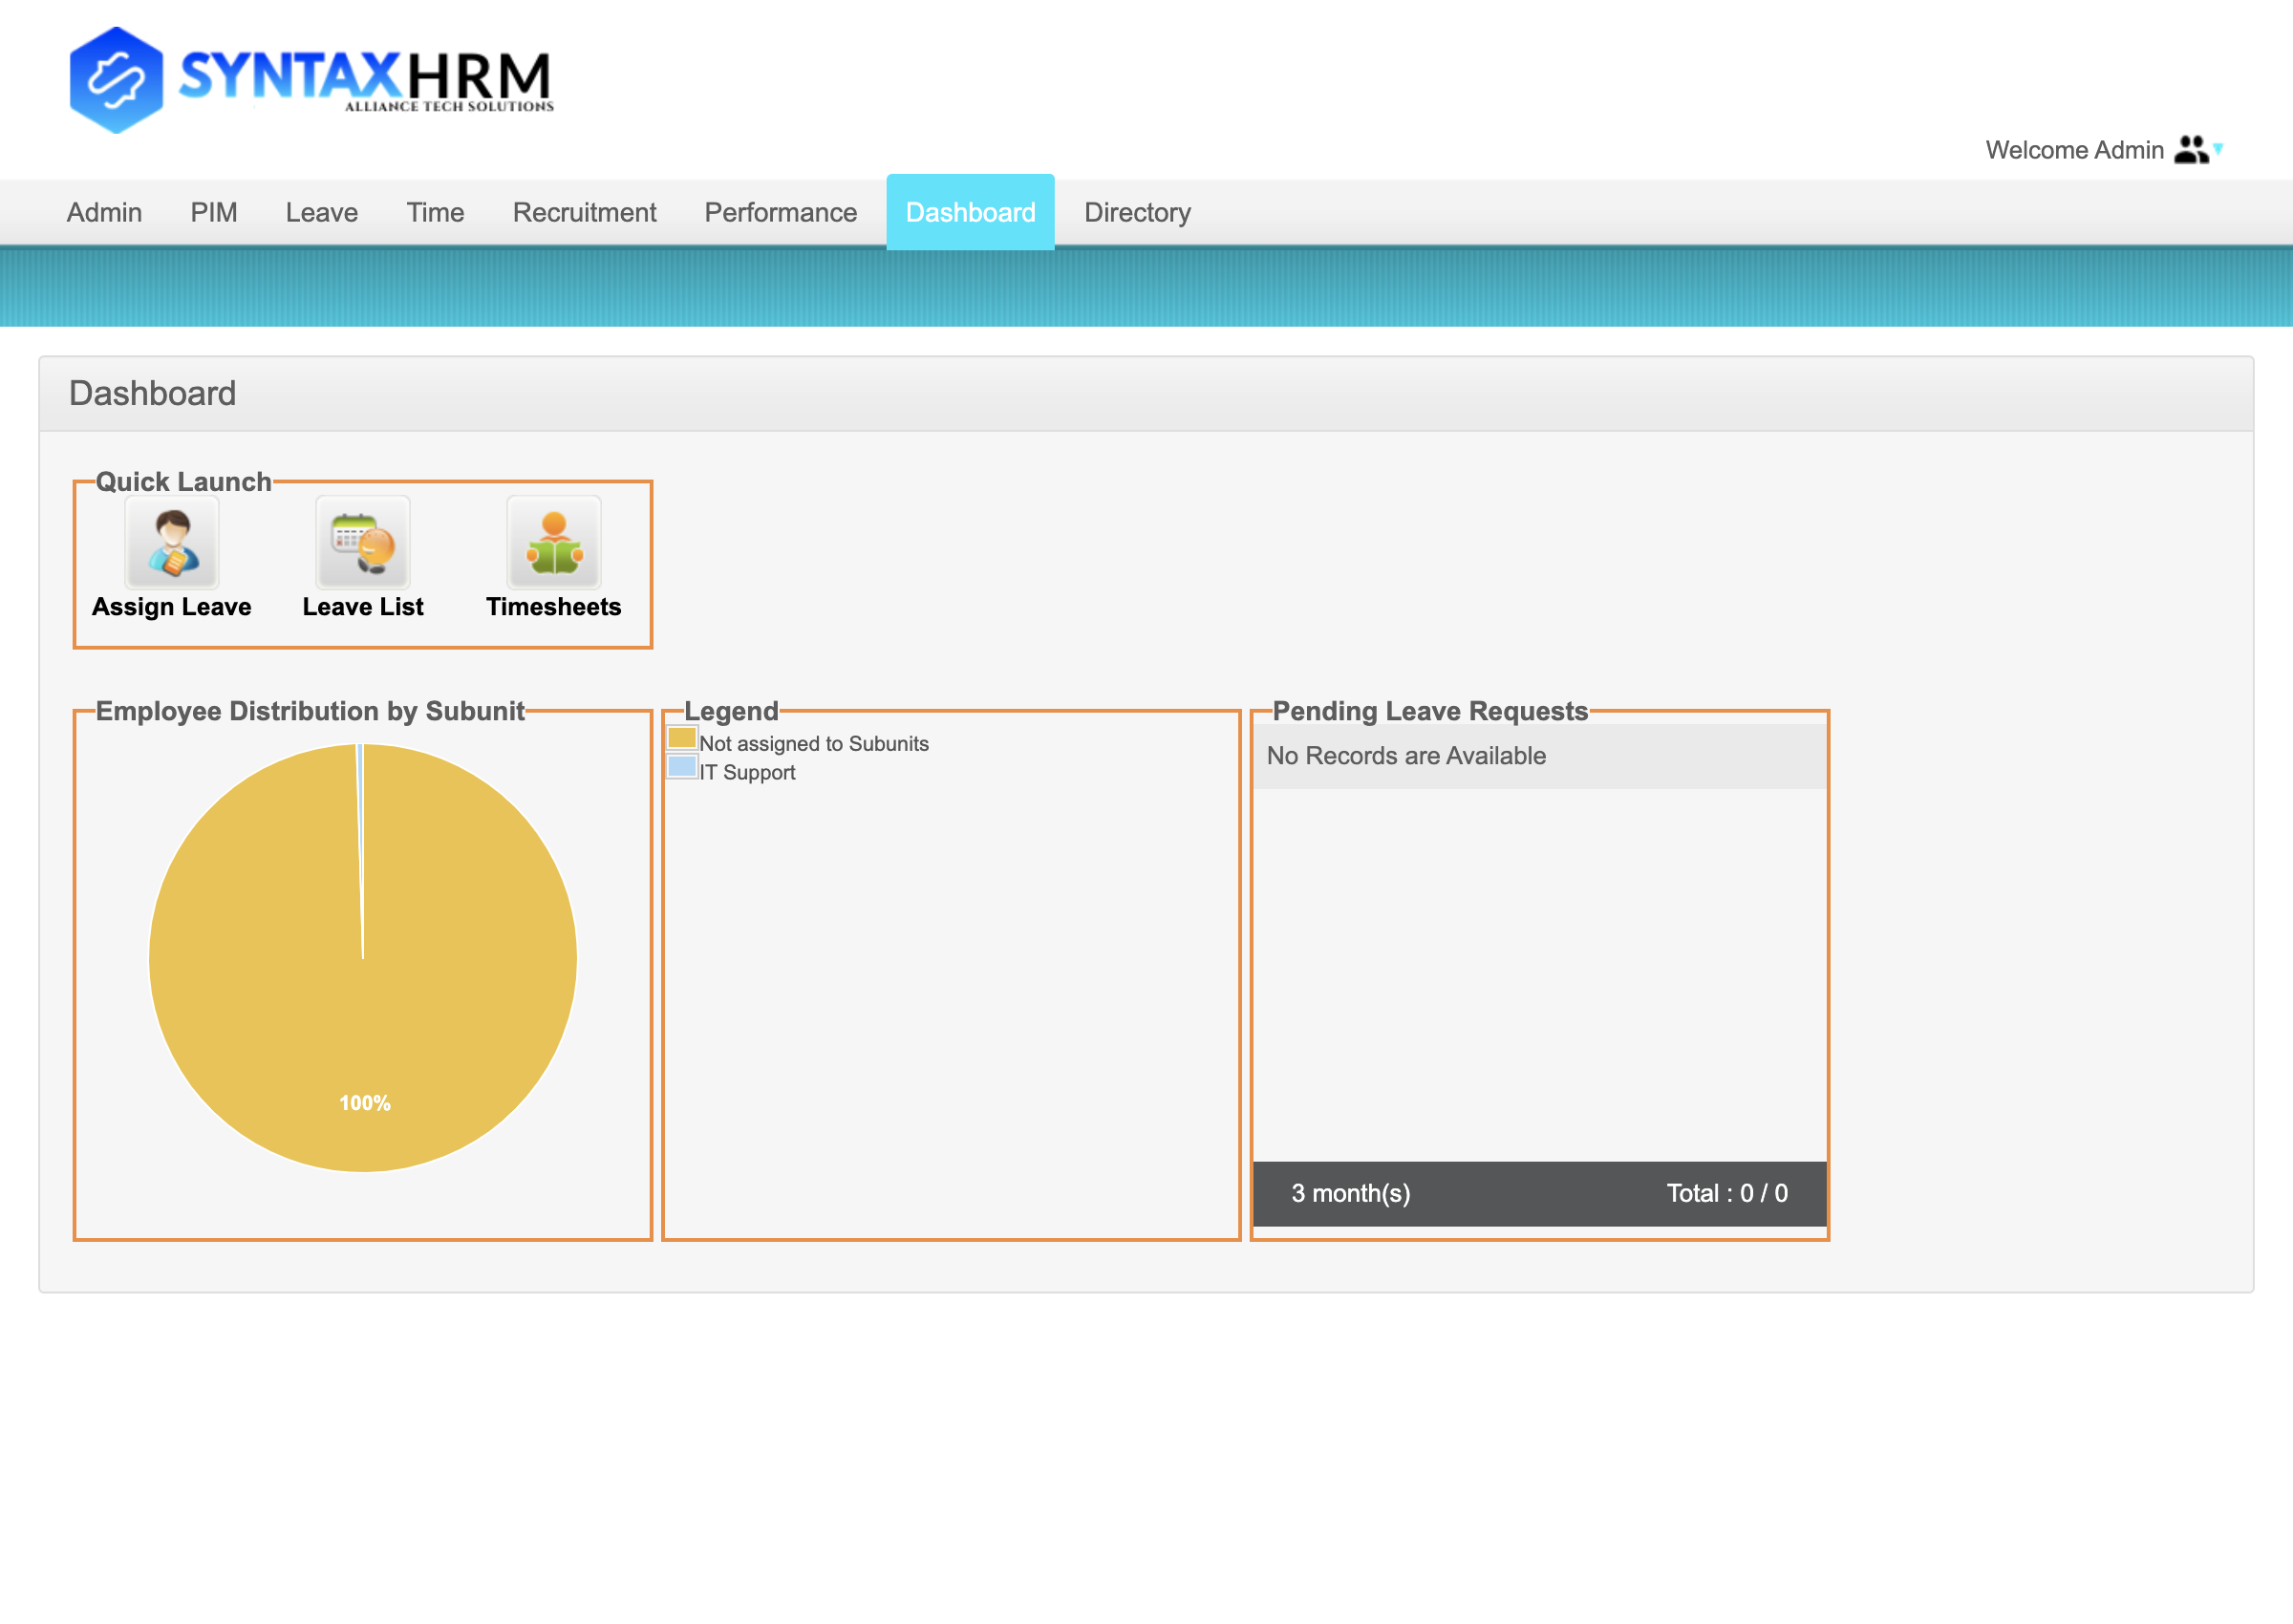 SYNTAXHRM
ALLIANCE TECH SOLUTIONS
Welcome Admin
Admin PIM Leave Time Recruitment Performance Dashboard Directory
Dashboard
Quick Launch
Assign Leave Leave List Timesheets
Employee Distribution by Subunit
100%
Legend
Not assigned to Subunits
IT Support
Pending Leave Requests
No Records are Available
3 month(s) Total : 0 / 0